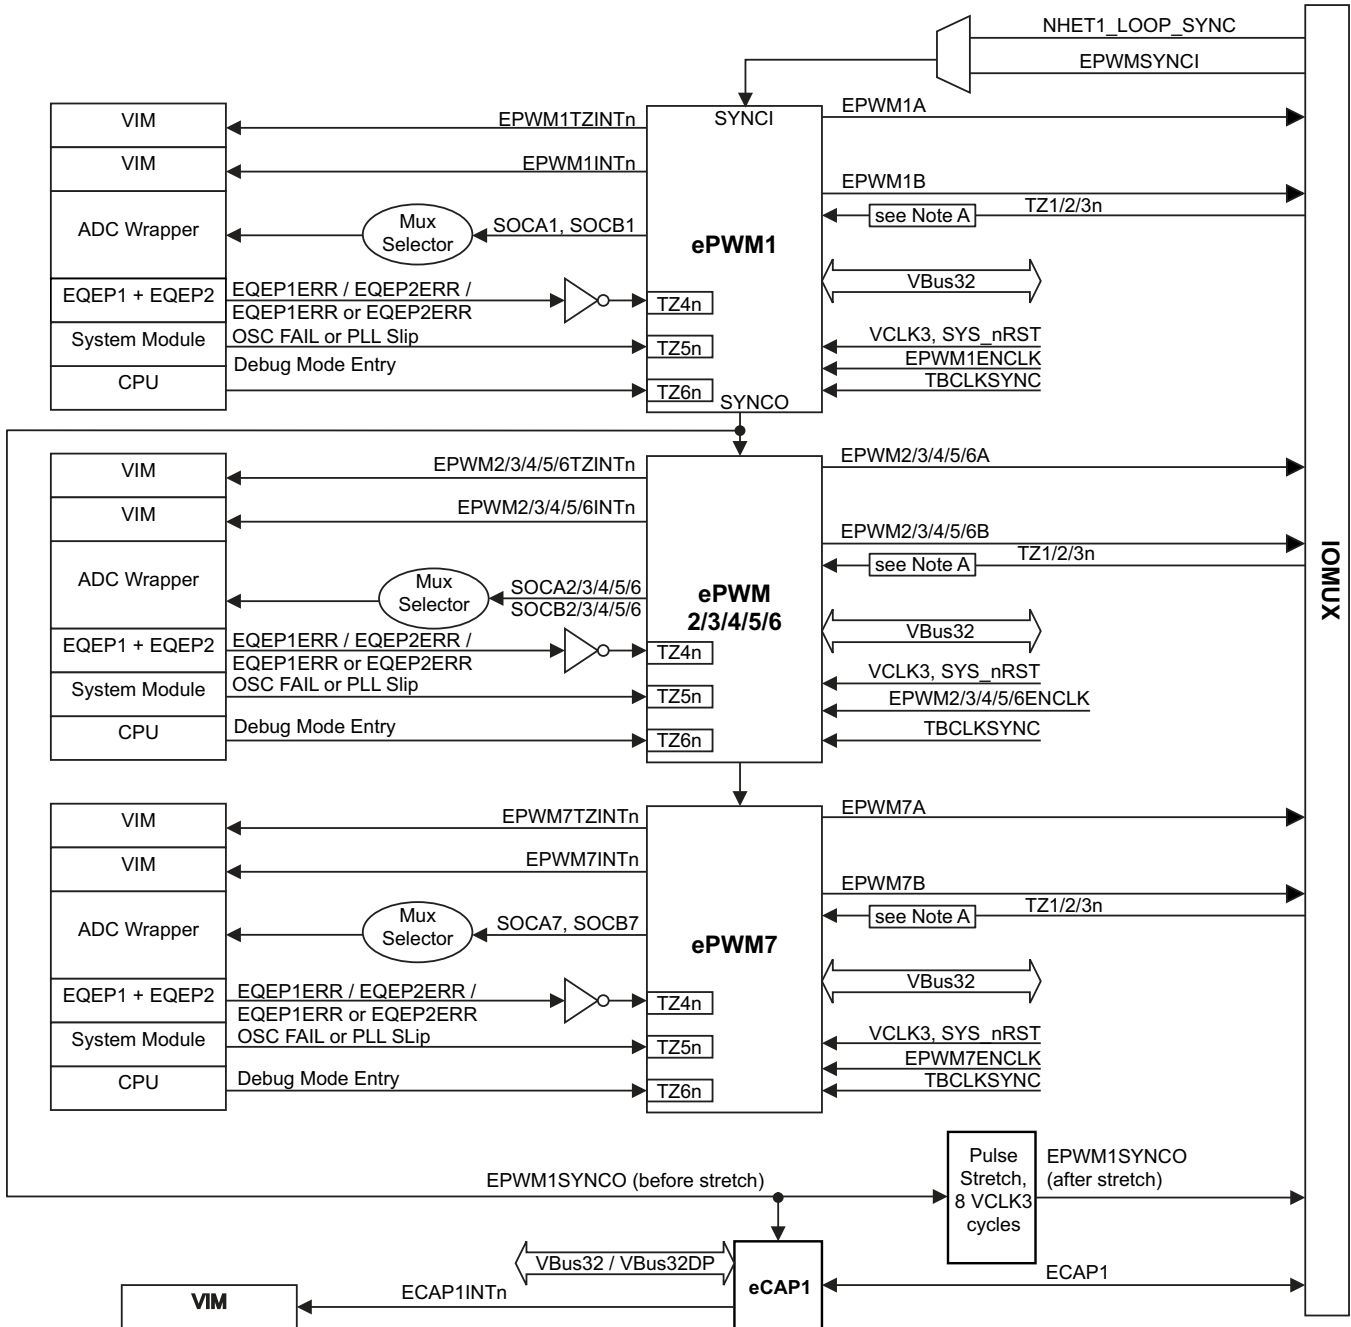 NHET1_LOOP_SYNC
EPWMSYNCI
VIM
EPWM1TZINTn
SYNCI
EPWM1A
VIM
EPWM1INTn
EPWM1B
ADC Wrapper
Mux
Selector
SOCA1, SOCB1
ePWM1
see Note A
TZ1/2/3n
VBus32
EQEP1 + EQEP2
EQEP1ERR / EQEP2ERR /
EQEP1ERR or EQEP2ERR
TZ4n
System Module
OSC FAIL or PLL Slip
TZ5n
VCLK3, SYS_nRST
EPWM1ENCLK
TBCLKSYNC
CPU
Debug Mode Entry
TZ6n
SYNCO
VIM
EPWM2/3/4/5/6TZINTn
EPWM2/3/4/5/6A
VIM
EPWM2/3/4/5/6INTn
EPWM2/3/4/5/6B
ADC Wrapper
Mux
Selector
SOCA2/3/4/5/6
SOCB2/3/4/5/6
ePWM
2/3/4/5/6
see Note A
TZ1/2/3n
IOMUX
VBus32
EQEP1 + EQEP2
EQEP1ERR / EQEP2ERR /
EQEP1ERR or EQEP2ERR
TZ4n
System Module
OSC FAIL or PLL Slip
TZ5n
VCLK3, SYS_nRST
EPWM2/3/4/5/6ENCLK
TBCLKSYNC
CPU
Debug Mode Entry
TZ6n
VIM
EPWM7TZINTn
EPWM7A
VIM
EPWM7INTn
EPWM7B
ADC Wrapper
Mux
Selector
SOCA7, SOCB7
ePWM7
see Note A
TZ1/2/3n
VBus32
EQEP1 + EQEP2
EQEP1ERR / EQEP2ERR /
EQEP1ERR or EQEP2ERR
TZ4n
System Module
OSC FAIL or PLL SLip
TZ5n
VCLK3, SYS_nRST
EPWM7ENCLK
TBCLKSYNC
CPU
Debug Mode Entry
TZ6n
EPWM1SYNCO (before stretch)
Pulse
Stretch,
8 VCLK3
cycles
EPWM1SYNCO
(after stretch)
VBus32 / VBus32DP
eCAP1
ECAP1
VIM
ECAP1INTn